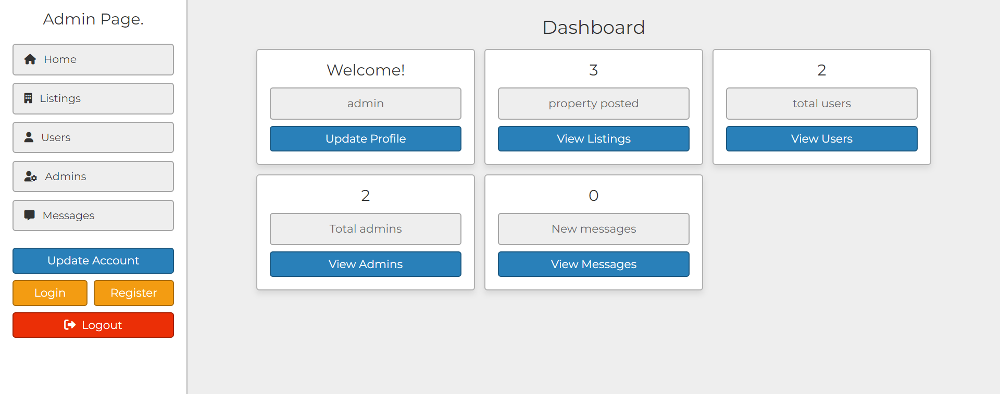 Admin Page.
Home
Listings
Users
Admins
Messages
Update Account
Login
Register
Logout
Dashboard
Welcome!
admin
Update Profile
3
property posted
View Listings
2
total users
View Users
2
Total admins
View Admins
0
New messages
View Messages